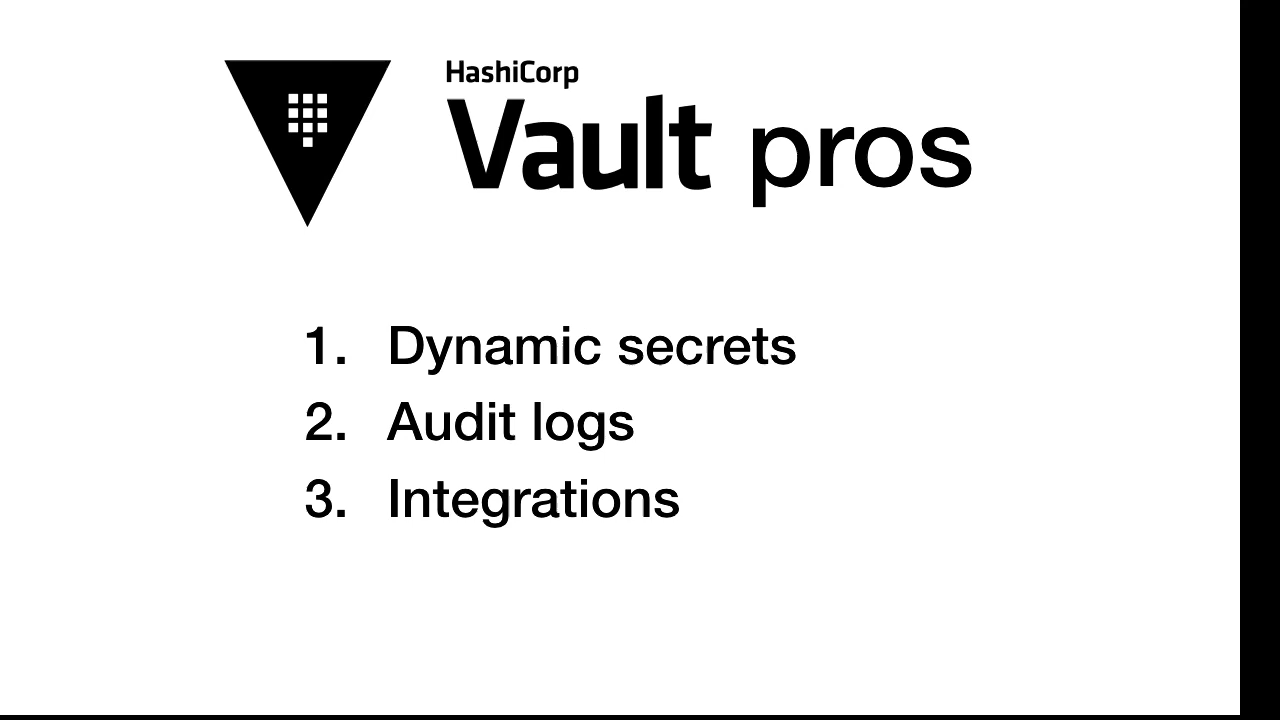 HashiCorp
Vault pros
1. Dynamic secrets
2. Audit logs
3. Integrations